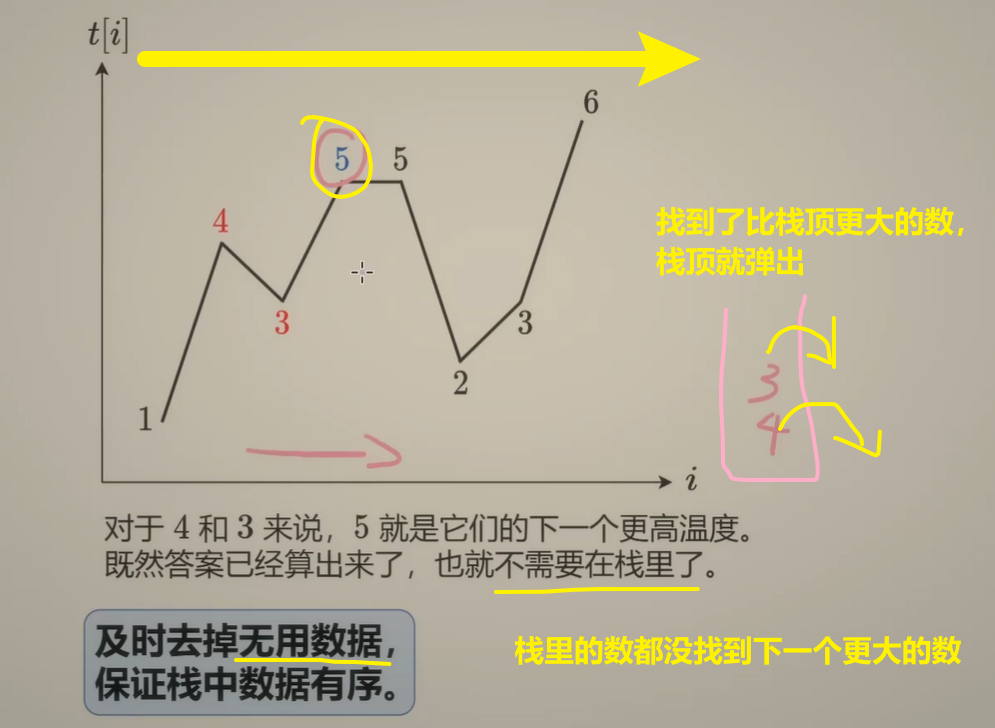 t[i]
6
5
5
4
3
3
2
1
i
找到了比栈顶更大的数,
栈顶就弹出
3
4
对于 4 和 3 来说，5 就是它们的下一个更高温度。
既然答案已经算出来了，也就不需要在栈里了。
及时去掉无用数据，
保证栈中数据有序。
栈里的数都没找到下一个更大的数